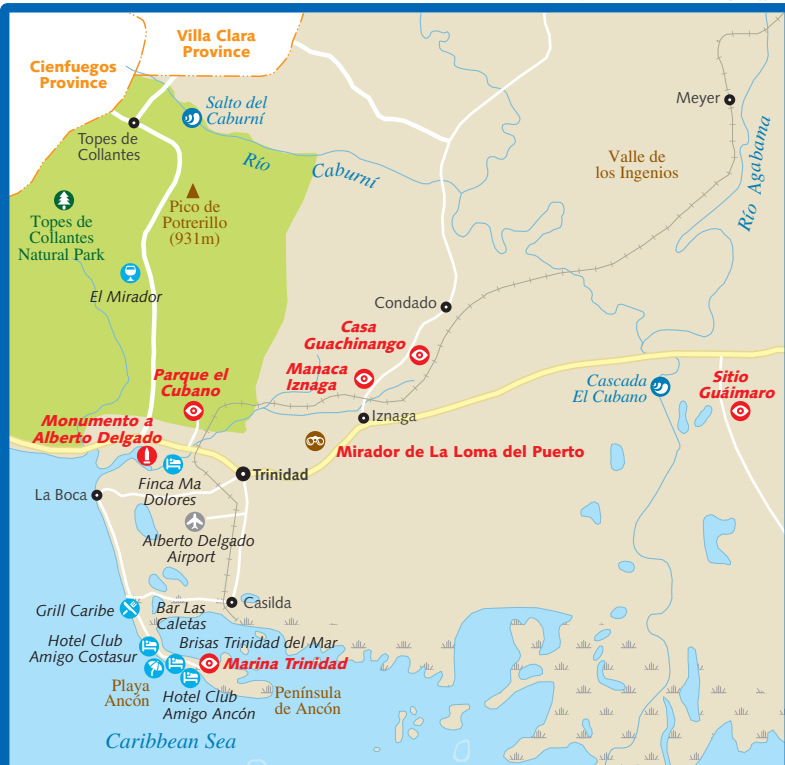 Villa Clara
Province
Cienfuegos
Province
Meyer
Salto del
Caburní
Topes de
Collantes
Río Caburní
Valle de
los Ingenios
Río Agabama
Pico de
Potrerillo
(931m)
Topes de
Collantes
Natural Park
El Mirador
Condado
Casa
Guachinango
Manaca
Iznaga
Parque el
Cubano
Cascada
El Cubano
Sitio
Guáimaro
Monumento a
Alberto Delgado
Iznaga
Mirador de La Loma del Puerto
Trinidad
Finca Ma
Dolores
La Boca
Alberto Delgado
Airport
Grill Caribe
Bar Las
Caletas
Casilda
Hotel Club
Amigo Costasur
Brisas Trinidad del Mar
Marina Trinidad
Playa
Ancón
Hotel Club
Amigo Ancón
Península
de Ancón
Caribbean Sea